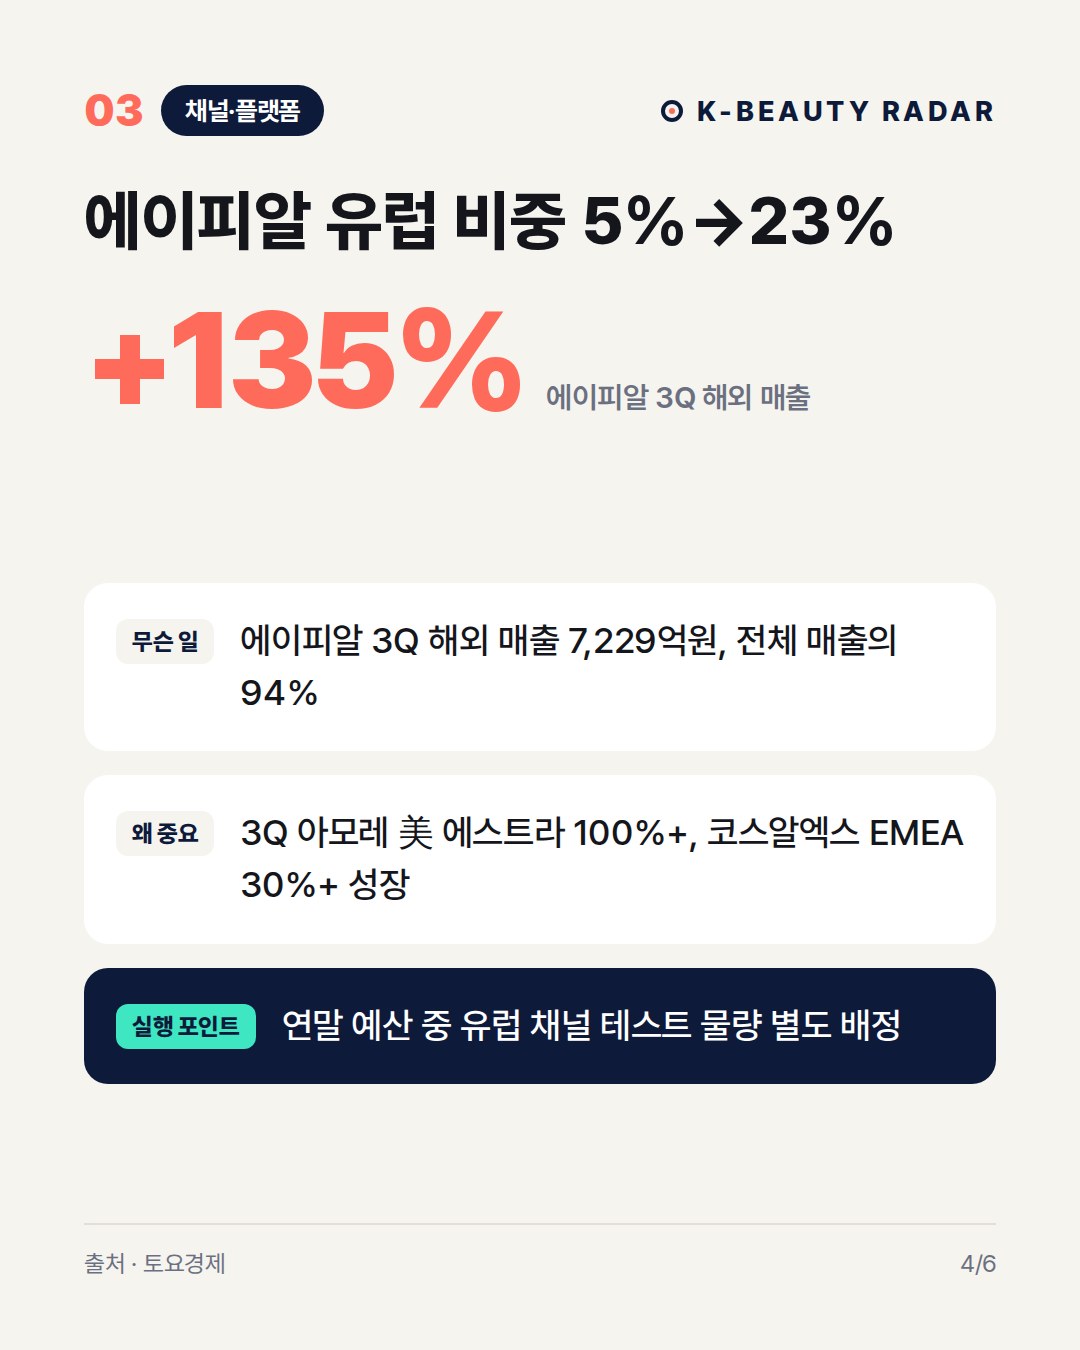 03 채널·플랫폼
K-BEAUTY RADAR
에이피알 유럽 비중 5%→23%
+135% 에이피알 3Q 해외 매출
무슨 일
에이피알 3Q 해외 매출 7,229억원, 전체 매출의
94%
왜 중요
3Q 아모레 美 에스트라 100%+, 코스알엑스 EMEA
30%+ 성장
실행 포인트
연말 예산 중 유럽 채널 테스트 물량 별도 배정
출처 · 토요경제
4/6